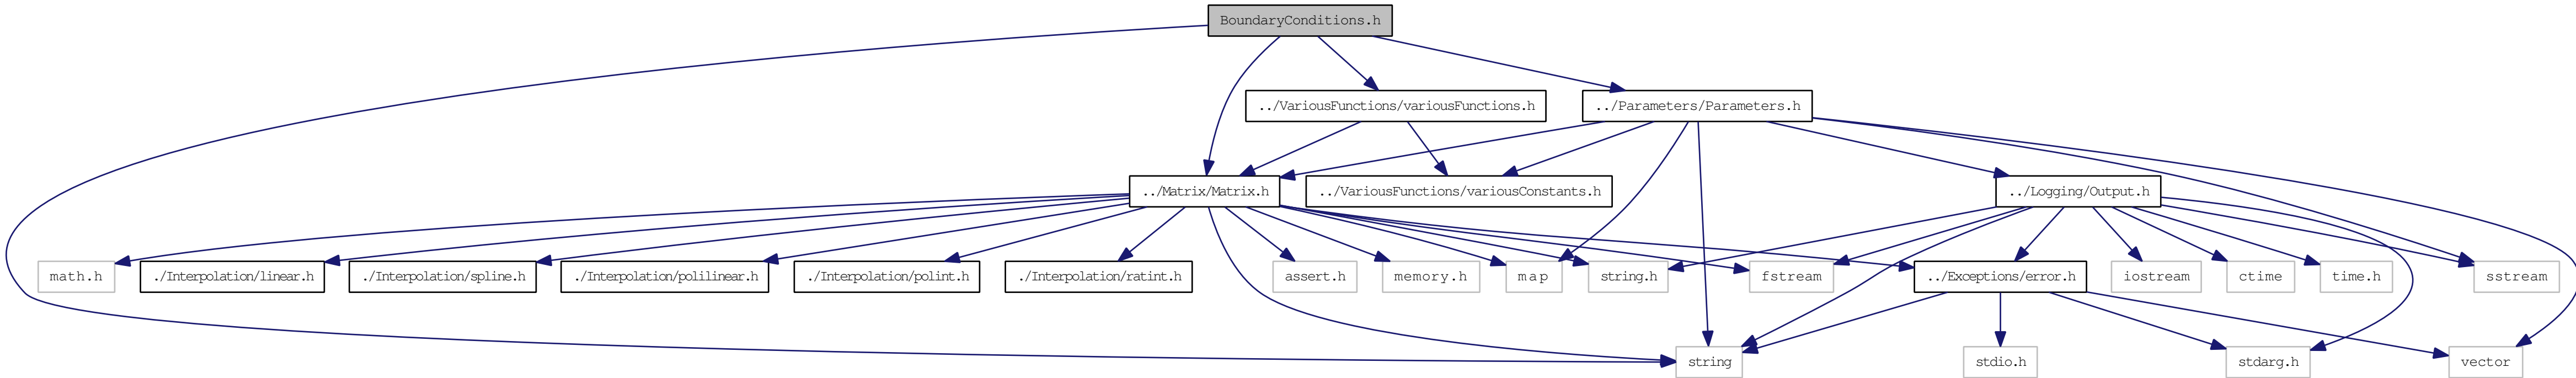 BoundaryConditions.h
../VariousFunctions/variousFunctions.h
../Parameters/Parameters.h
../Matrix/Matrix.h
../VariousFunctions/variousConstants.h
../Logging/Output.h
math.h
./Interpolation/linear.h
./Interpolation/spline.h
./Interpolation/polilinear.h
./Interpolation/polint.h
./Interpolation/ratint.h
assert.h
memory.h
map
string.h
fstream
../Exceptions/error.h
iostream
ctime
time.h
sstream
string
stdio.h
stdarg.h
vector